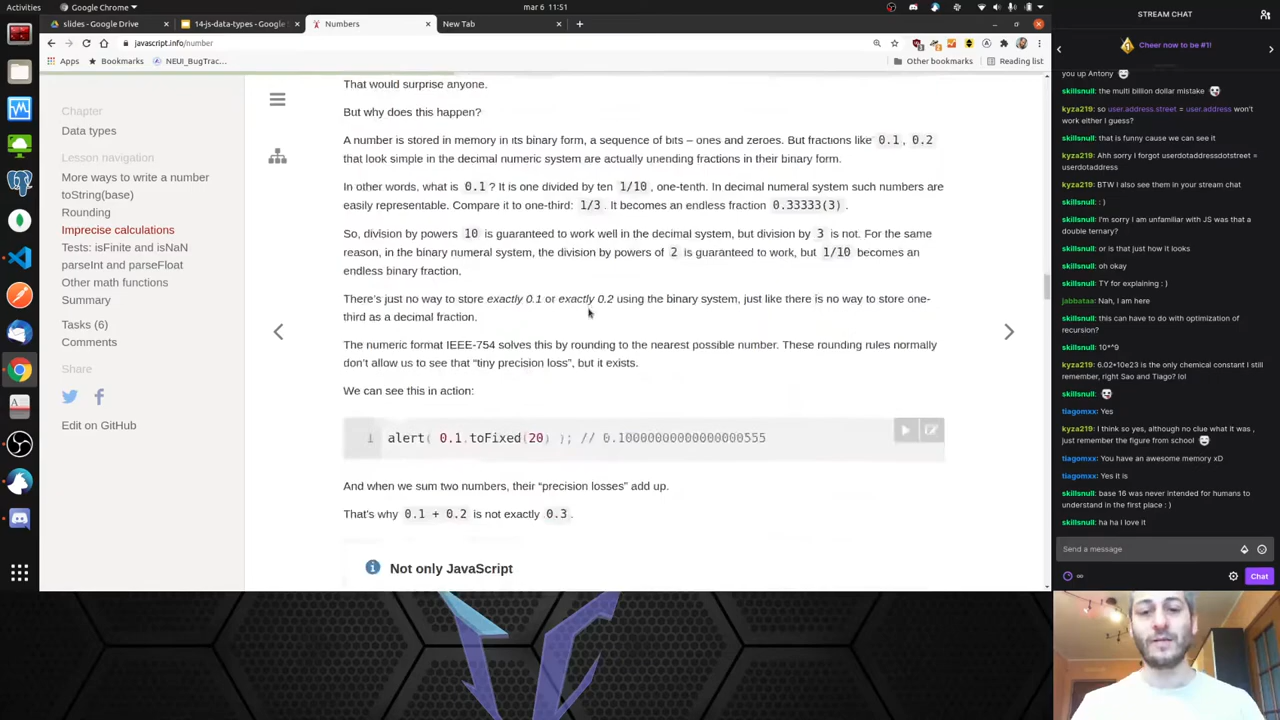 Activities
Google Chrome
mar 6 11:51
slides - Google Drive
14-js-data-types - Google
Numbers
New Tab
javascript.info/number
Apps
Bookmarks
NEUI_BugTrac...
Other bookmarks
Reading list
Chapter
Data types
Lesson navigation
More ways to write a number
toString(base)
Rounding
Imprecise calculations
Tests: isFinite and isNaN
parseInt and parseFloat
Other math functions
Summary
Tasks (6)
Comments
Share
Edit on GitHub
That would surprise anyone.
But why does this happen?
A number is stored in memory in its binary form, a sequence of bits – ones and zeroes. But fractions like 0.1, 0.2
that look simple in the decimal numeric system are actually unending fractions in their binary form.
In other words, what is 0.1? It is one divided by ten 1/10, one-tenth. In decimal numeral system such numbers are
easily representable. Compare it to one-third: 1/3. It becomes an endless fraction 0.33333(3).
So, division by powers 10 is guaranteed to work well in the decimal system, but division by 3 is not. For the same
reason, in the binary numeral system, the division by powers of 2 is guaranteed to work, but 1/10 becomes an
endless binary fraction.
There's just no way to store exactly 0.1 or exactly 0.2 using the binary system, just like there is no way to store one-
third as a decimal fraction.
The numeric format IEEE-754 solves this by rounding to the nearest possible number. These rounding rules normally
don't allow us to see that “tiny precision loss”, but it exists.
We can see this in action:
1 alert( 0.1.toFixed(20) ); // 0.10000000000000000555
And when we sum two numbers, their “precision losses” add up.
That's why 0.1 + 0.2 is not exactly 0.3.
Not only JavaScript
STREAM CHAT
Cheer now to be #1!
you up Antony
skillsnull: the multi billion dollar mistake
kyza219: so user.address.street = user.address won't
work either I guess?
skillsnull: that is funny cause we can see it
kyza219: Ahh sorry I forgot userdotaddressdotstreet =
userdotaddress
kyza219: BTW I also see them in your stream chat
skillsnull: : )
skillsnull: I'm sorry I am unfamiliar with JS was that a
double ternary?
skillsnull: or is that just how it looks
skillsnull: oh okay
skillsnull: TY for explaining : )
jabbataa: Nah, I am here
skillsnull: this can have to do with optimization of
recursion?
skillsnull: 10*^9
kyza219: 6.02*10e23 is the only chemical constant I still
remember, right Sao and Tiago? lol
skillsnull:
tiagomxx: Yes
kyza219: I think so yes, although no clue what it was ,
just remember the figure from school
tiagomxx: You have an awesome memory xD
tiagomxx: Yes it is
skillsnull: base 16 was never intended for humans to
understand in the first place : )
skillsnull: ha ha I love it
Send a message
∞
Chat